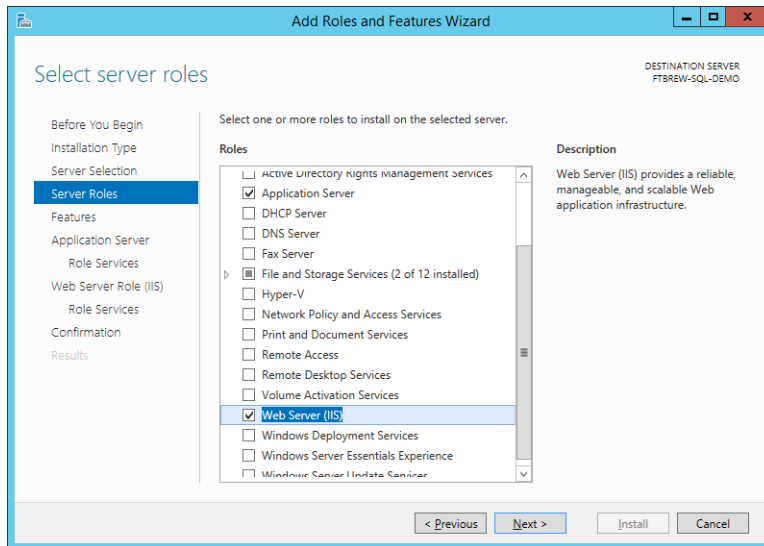 Add Roles and Features Wizard
Select server roles
DESTINATION SERVER
FTBREW-SQL-DEMO
Before You Begin
Installation Type
Server Selection
Server Roles
Features
Application Server
Role Services
Web Server Role (IIS)
Role Services
Confirmation
Results
Select one or more roles to install on the selected server.
Roles
Active Directory Rights Management Services
Application Server
DHCP Server
DNS Server
Fax Server
File and Storage Services (2 of 12 installed)
Hyper-V
Network Policy and Access Services
Print and Document Services
Remote Access
Remote Desktop Services
Volume Activation Services
Web Server (IIS)
Windows Deployment Services
Windows Server Essentials Experience
Windows Server Update Services
Description
Web Server (IIS) provides a reliable,
manageable, and scalable Web
application infrastructure.
< Previous
Next >
Install
Cancel